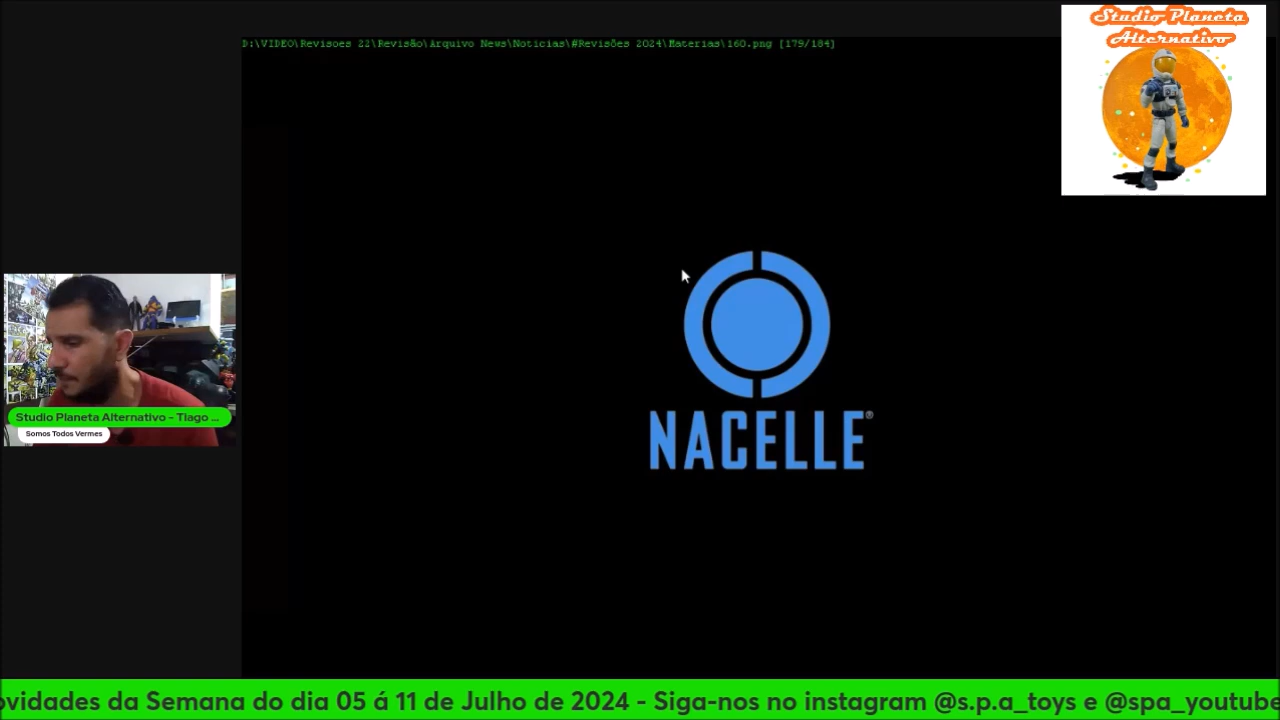 D:\VIDEO\Revisoes 22\Revisão\Arquivo News\Noticias\#Revisões 2024\Materias\160.png [179/184]
Studio Planeta
Alternativo
NACELLE®
Studio Planeta Alternativo - Tiago ...
Somos Todos Vermes
ovidades da Semana do dia 05 á 11 de Julho de 2024 - Siga-nos no instagram @s.p.a_toys e @spa_youtube